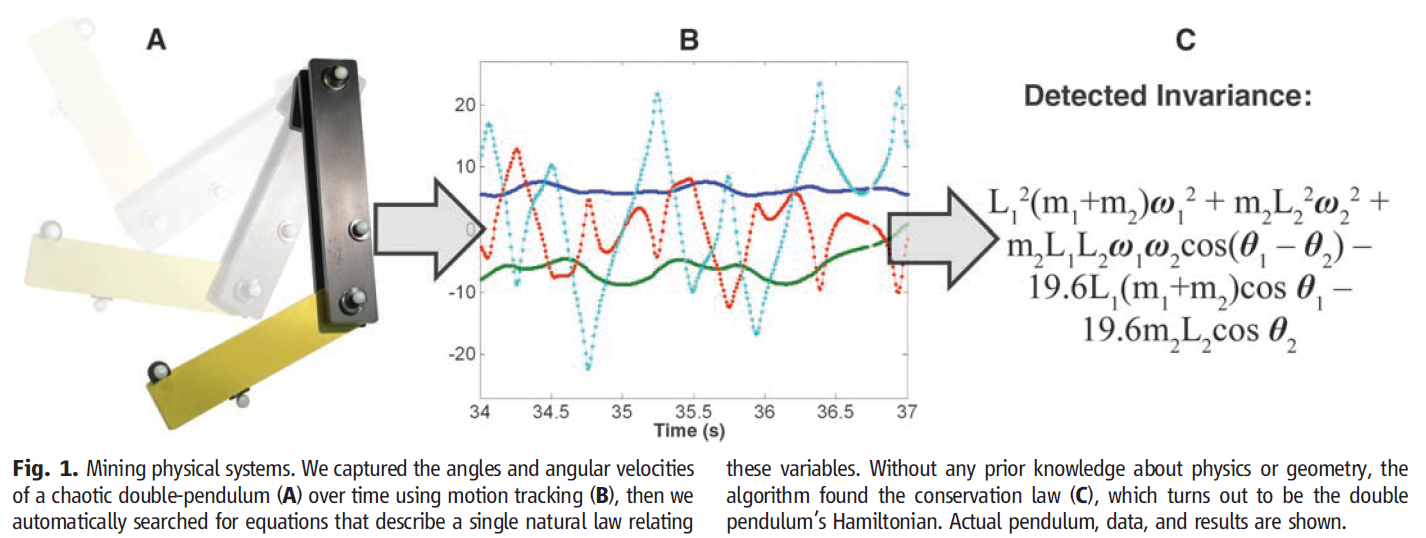 A
B
C
Detected Invariance:
20
10
0
-10
-20
34
34.5
35
35.5
36
36.5
37
Time (s)
L₁²(m₁+m₂)ω₁² + m₂L₂²ω₂² +
m₂L₁L₂ω₁ω₂cos(θ₁ − θ₂) −
19.6L₁(m₁+m₂)cos θ₁ −
19.6m₂L₂cos θ₂
Fig. 1. Mining physical systems. We captured the angles and angular velocities
of a chaotic double-pendulum (A) over time using motion tracking (B), then we
automatically searched for equations that describe a single natural law relating
these variables. Without any prior knowledge about physics or geometry, the
algorithm found the conservation law (C), which turns out to be the double
pendulum's Hamiltonian. Actual pendulum, data, and results are shown.